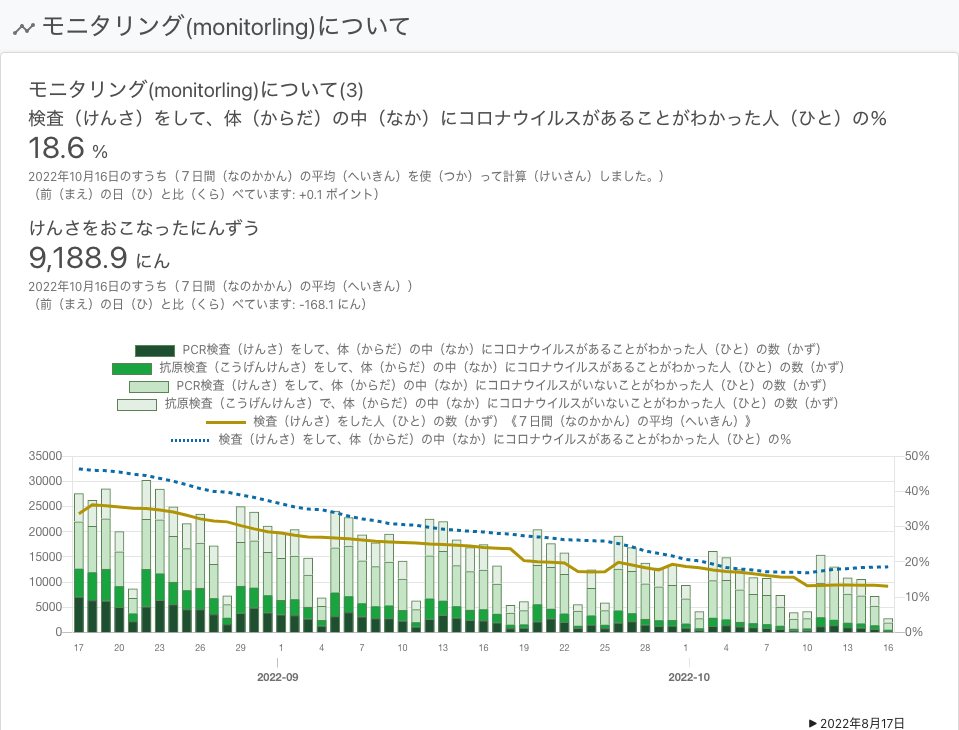 モニタリング(monitorling)について
モニタリング(monitorling)について(3)
検査（けんさ）をして、体（からだ）の中（なか）にコロナウイルスがあることがわかった人（ひと）の%
18.6 %
2022年10月16日のすうち（７日間（なのかかん）の平均（へいきん）を使（つか）って計算（けいさん）しました。）
（前（まえ）の日（ひ）と比（くら）べています: +0.1 ポイント）
けんさをおこなったにんずう
9,188.9 にん
2022年10月16日のすうち（７日間（なのかかん）の平均（へいきん））
（前（まえ）の日（ひ）と比（くら）べています: -168.1 にん）
PCR検査（けんさ）をして、体（からだ）の中（なか）にコロナウイルスがあることがわかった人（ひと）の数（かず）
抗原検査（こうげんけんさ）をして、体（からだ）の中（なか）にコロナウイルスがあることがわかった人（ひと）の数（かず）
PCR検査（けんさ）をして、体（からだ）の中（なか）にコロナウイルスがいないことがわかった人（ひと）の数（かず）
抗原検査（こうげんけんさ）で、体（からだ）の中（なか）にコロナウイルスがいないことがわかった人（ひと）の数（かず）
検査（けんさ）をした人（ひと）の数（かず）《７日間（なのかかん）の平均（へいきん）》
検査（けんさ）をして、体（からだ）の中（なか）にコロナウイルスがあることがわかった人（ひと）の%
35000 50%
30000 40%
25000
20000 30%
15000 20%
10000
5000 10%
0 0%
17 20 23 26 29 1 4 7 10 13 16 19 22 25 28 1 4 7 10 13 16
2022-09 2022-10
▶ 2022年8月17日